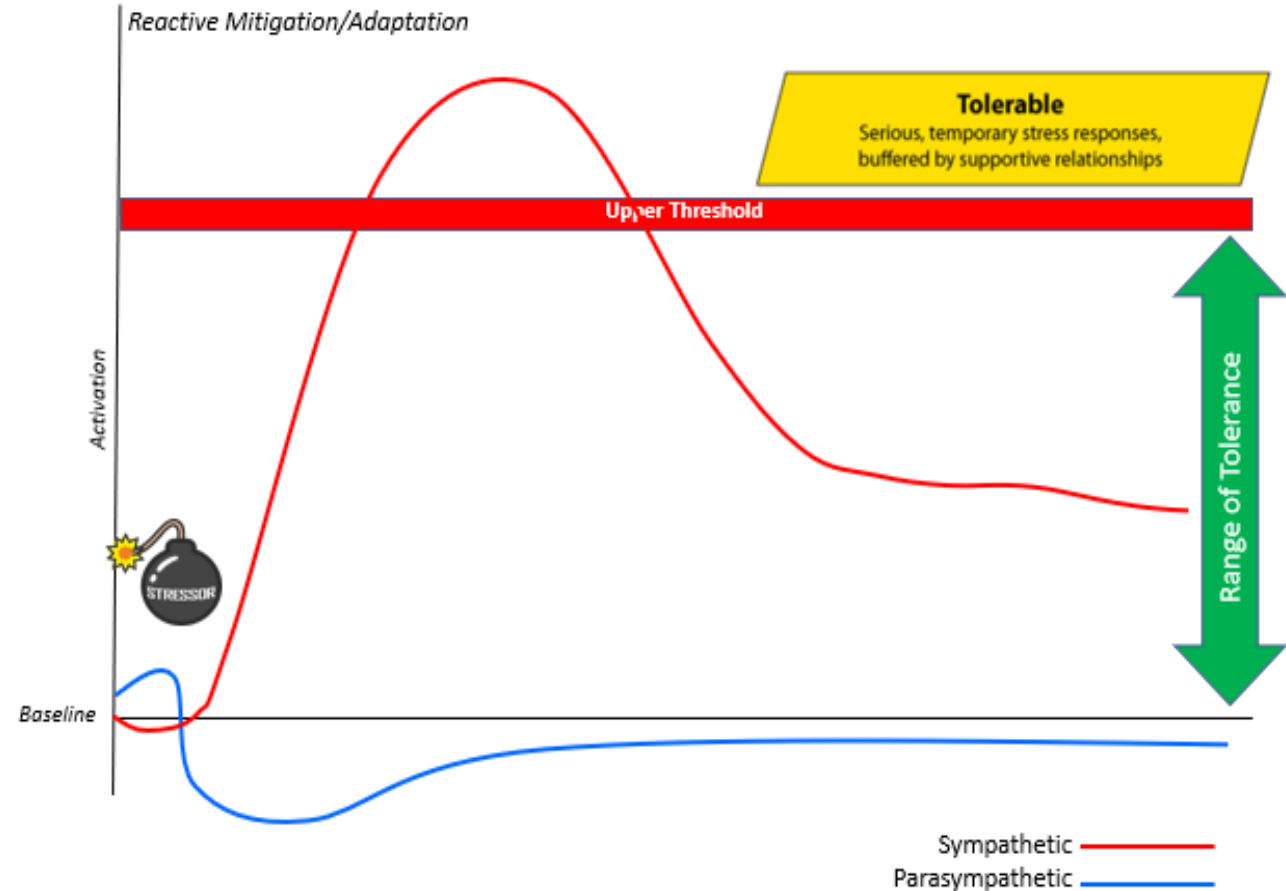 Reactive Mitigation/Adaptation
Tolerable
Serious, temporary stress responses,
buffered by supportive relationships
Upper Threshold
Activation
Range of Tolerance
STRESSOR
Baseline
Sympathetic
Parasympathetic